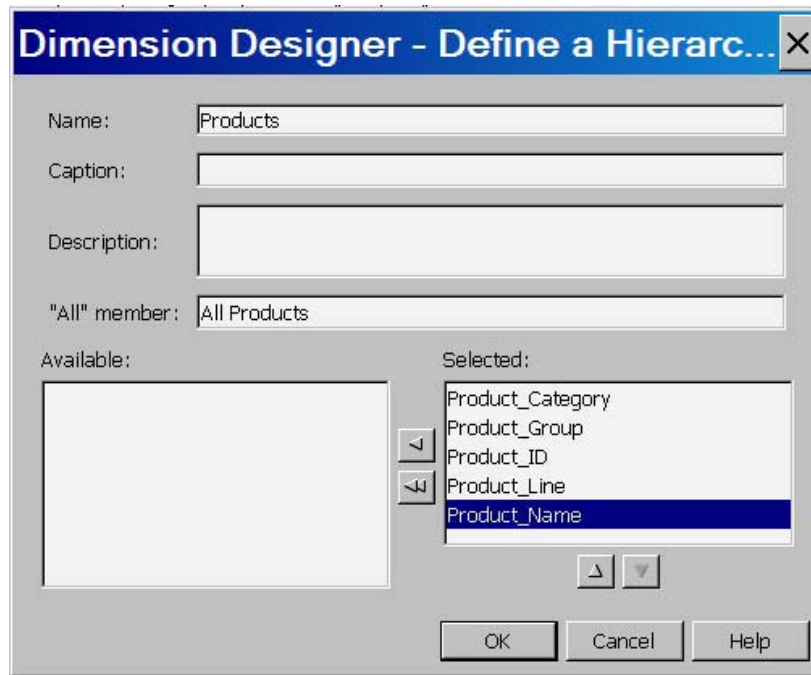 Dimension Designer - Define a Hierarc...
Name: Products
Caption:
Description:
"All" member: All Products
Available:
Selected:
Product_Category
Product_Group
Product_ID
Product_Line
Product_Name
OK Cancel Help